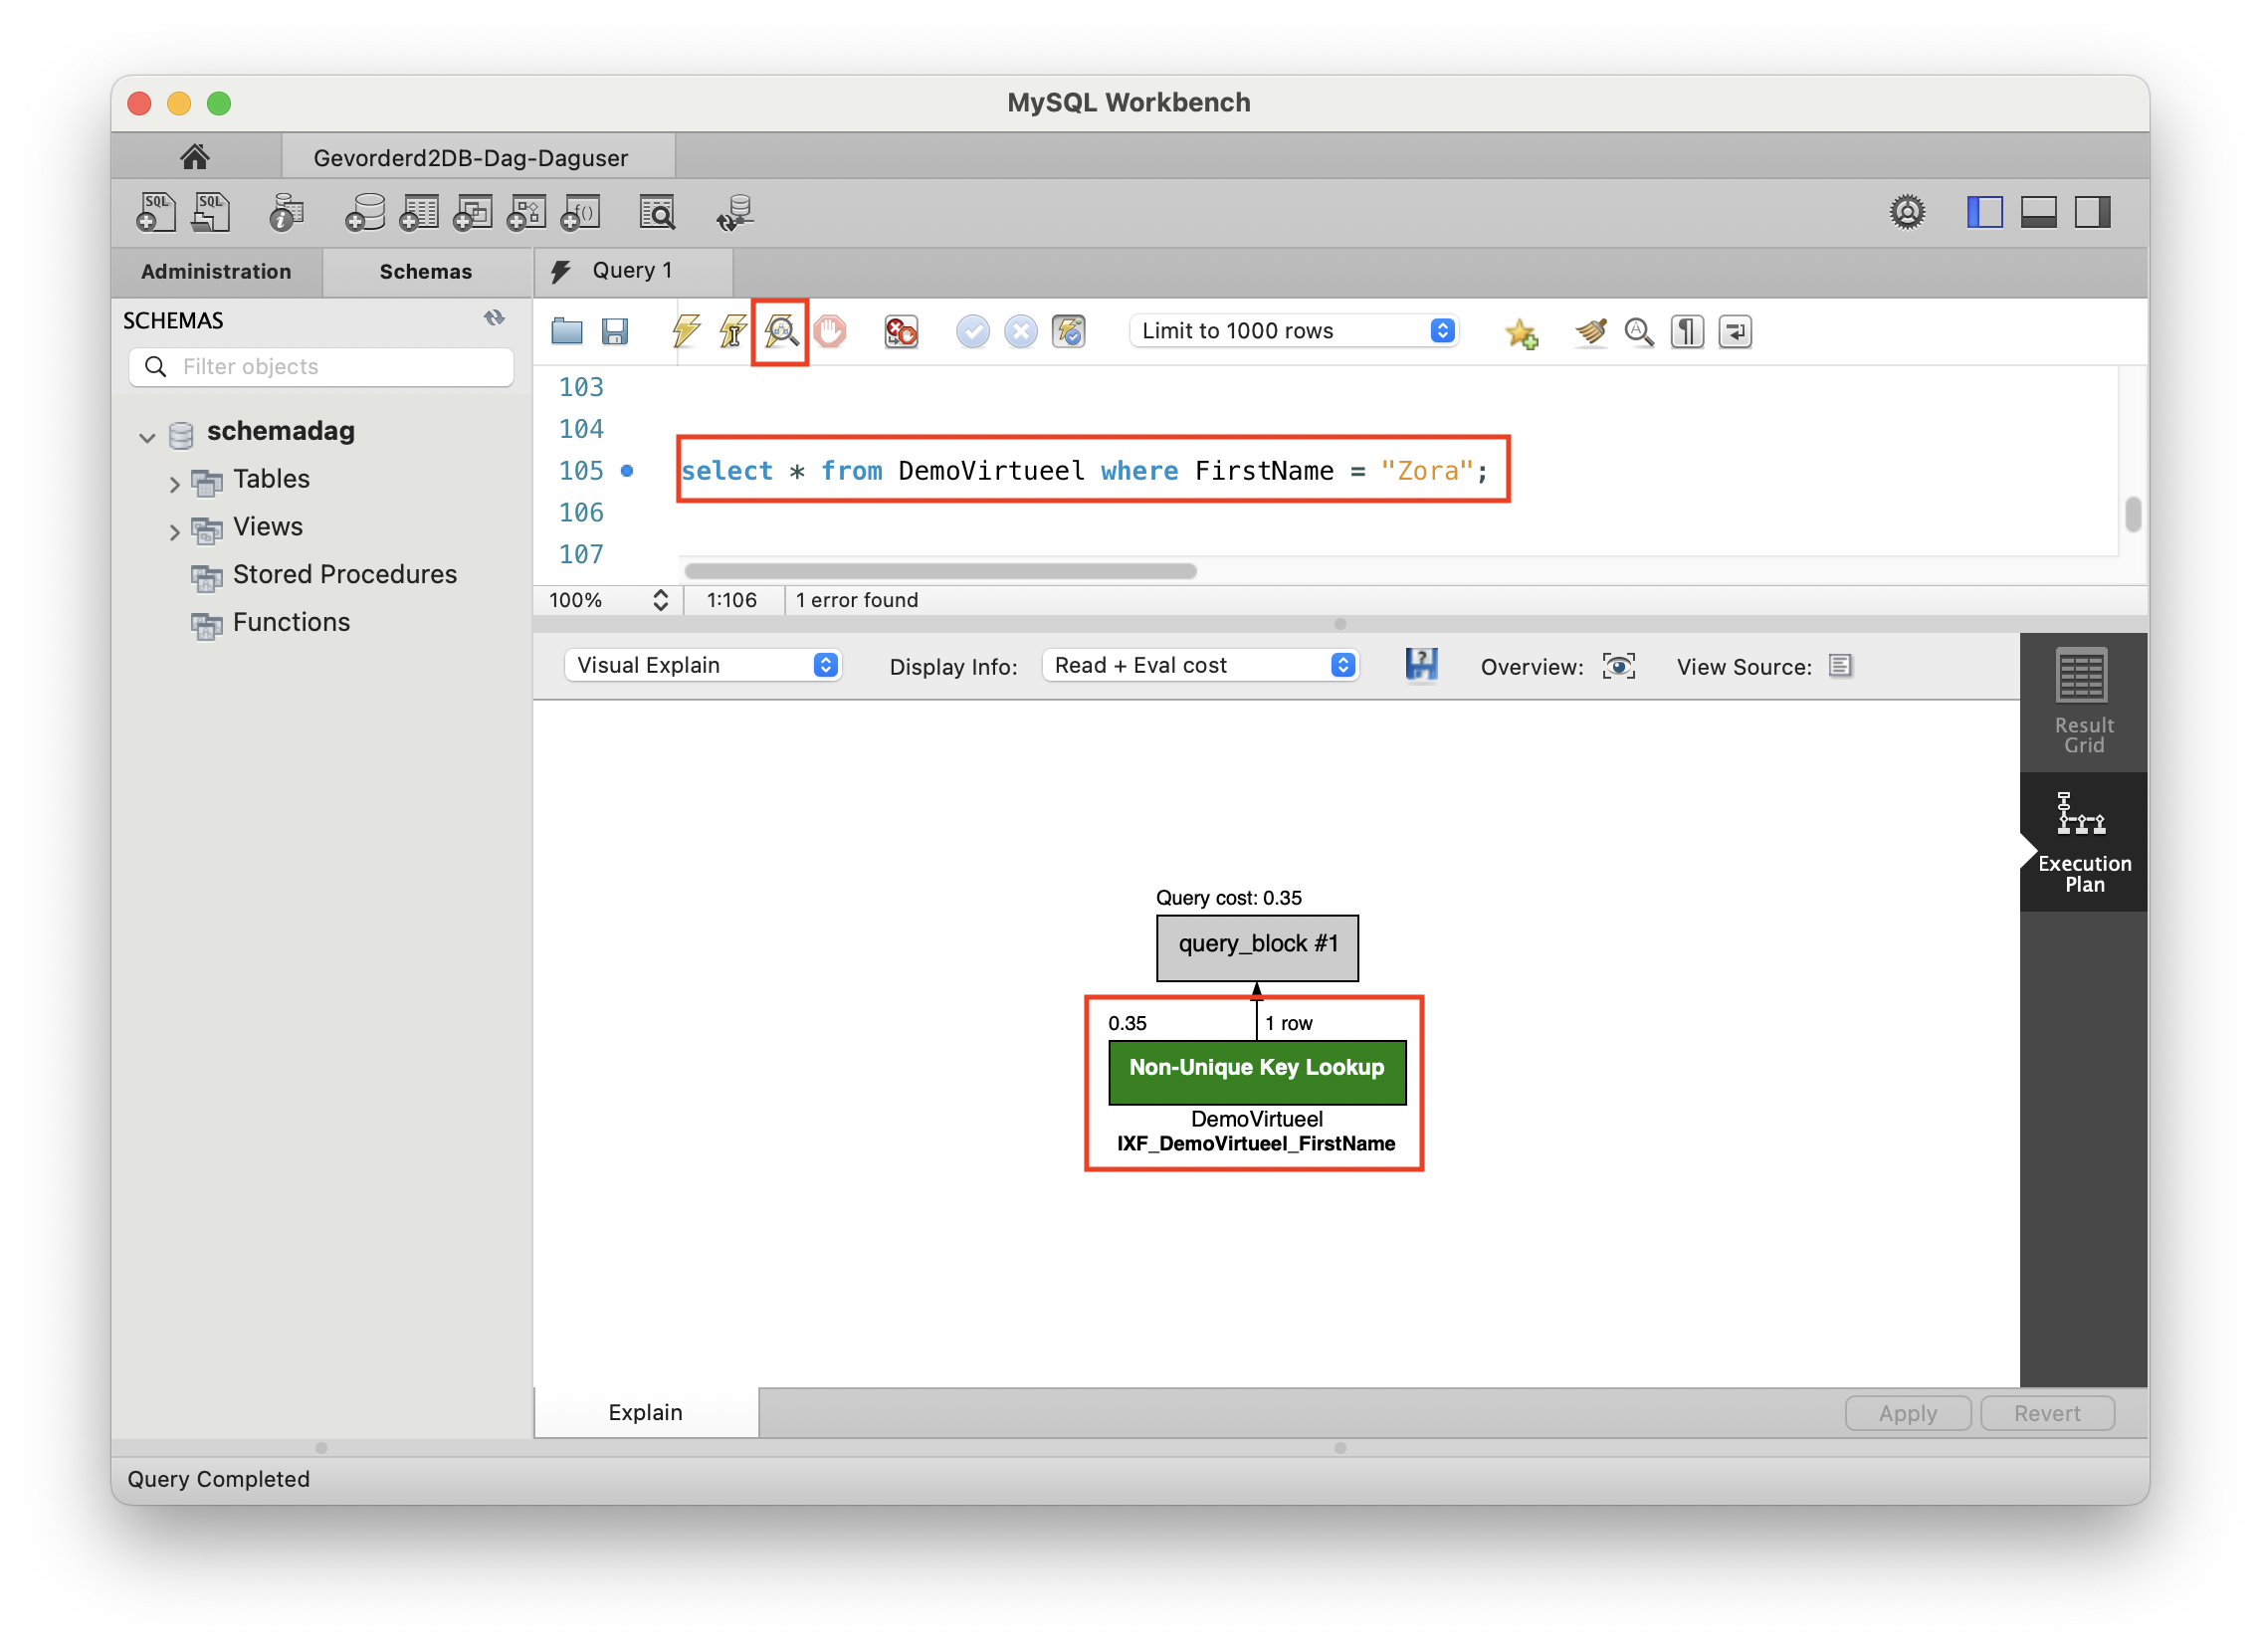 MySQL Workbench
Gevorderd2DB-Dag-Daguser
SQL SQL i f()
Administration Schemas Query 1
SCHEMAS
Limit to 1000 rows
Filter objects
schemadag
Tables
Views
Stored Procedures
Functions
103
104
105 select * from DemoVirtueel where FirstName = "Zora";
106
107
100% 1:106 1 error found
Visual Explain Display Info: Read + Eval cost Overview: View Source:
Result
Grid
Execution
Plan
Query cost: 0.35
query_block #1
0.35 1 row
Non-Unique Key Lookup
DemoVirtueel
IXF_DemoVirtueel_FirstName
Explain Apply Revert
Query Completed